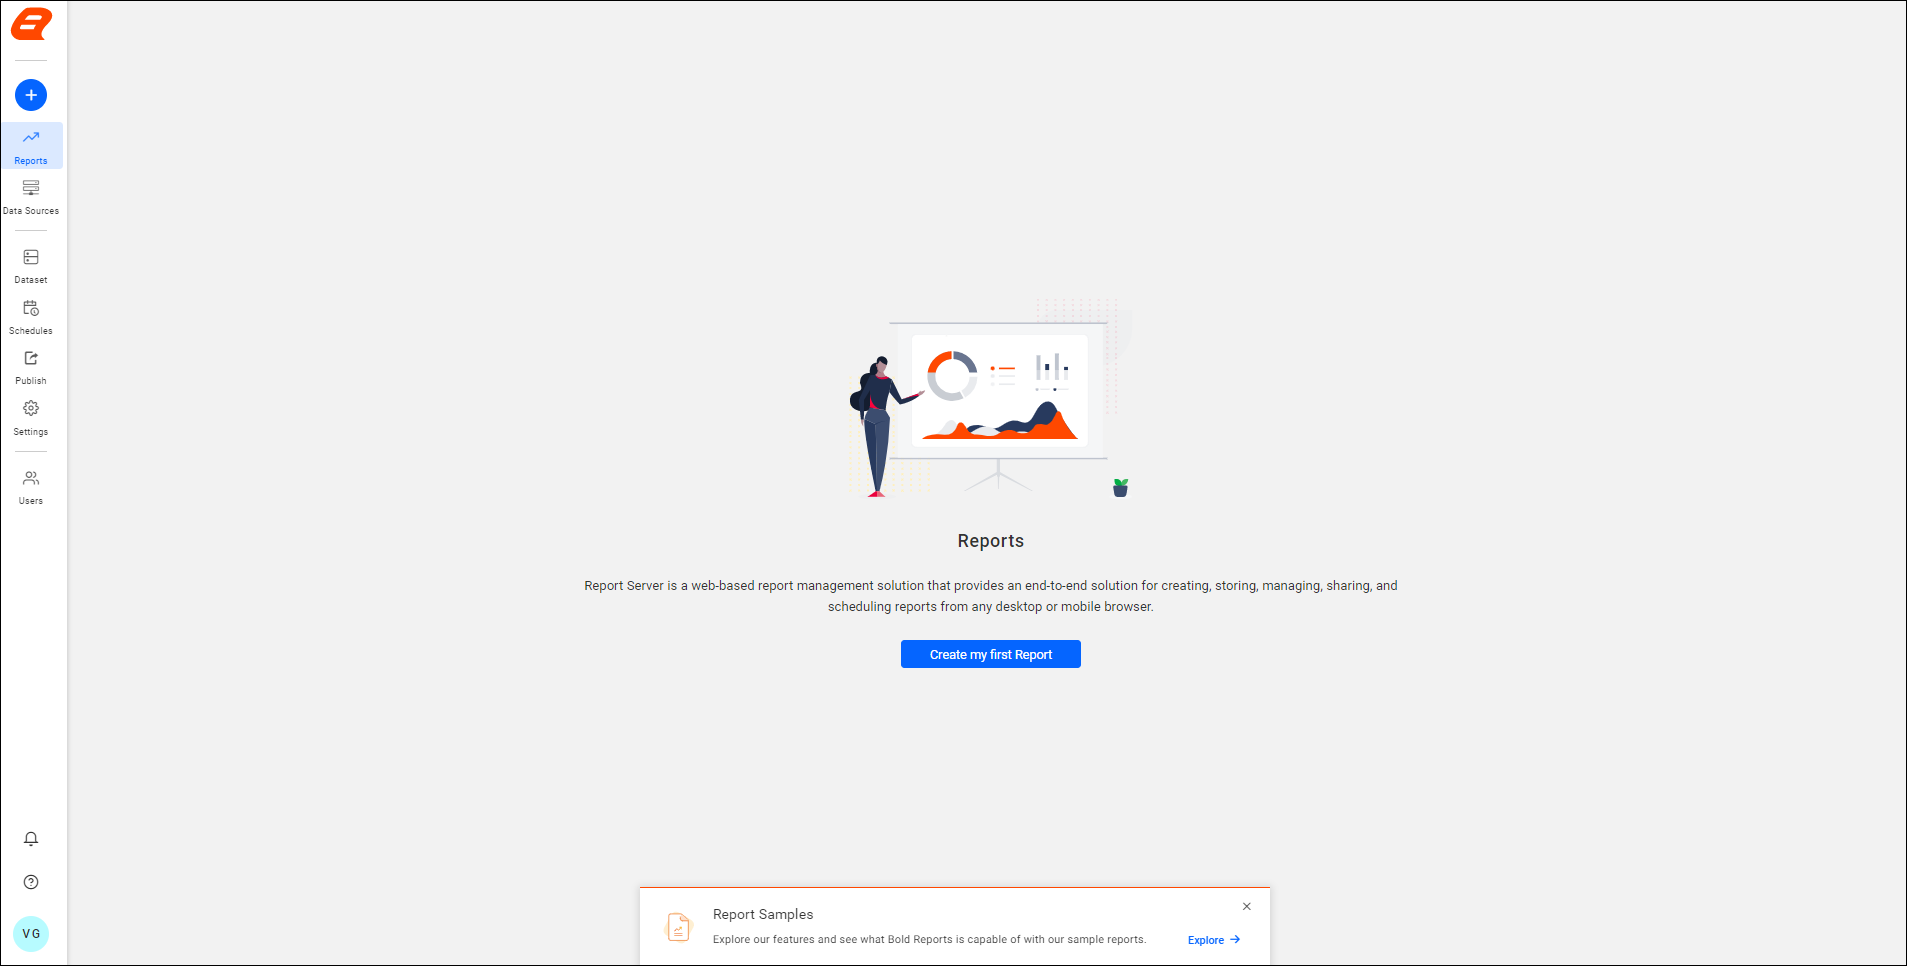 Reports
Data Sources
Dataset
Schedules
Publish
Settings
Users
VG
Reports
Report Server is a web-based report management solution that provides an end-to-end solution for creating, storing, managing, sharing, and
scheduling reports from any desktop or mobile browser.
Create my first Report
Report Samples
Explore our features and see what Bold Reports is capable of with our sample reports.
Explore